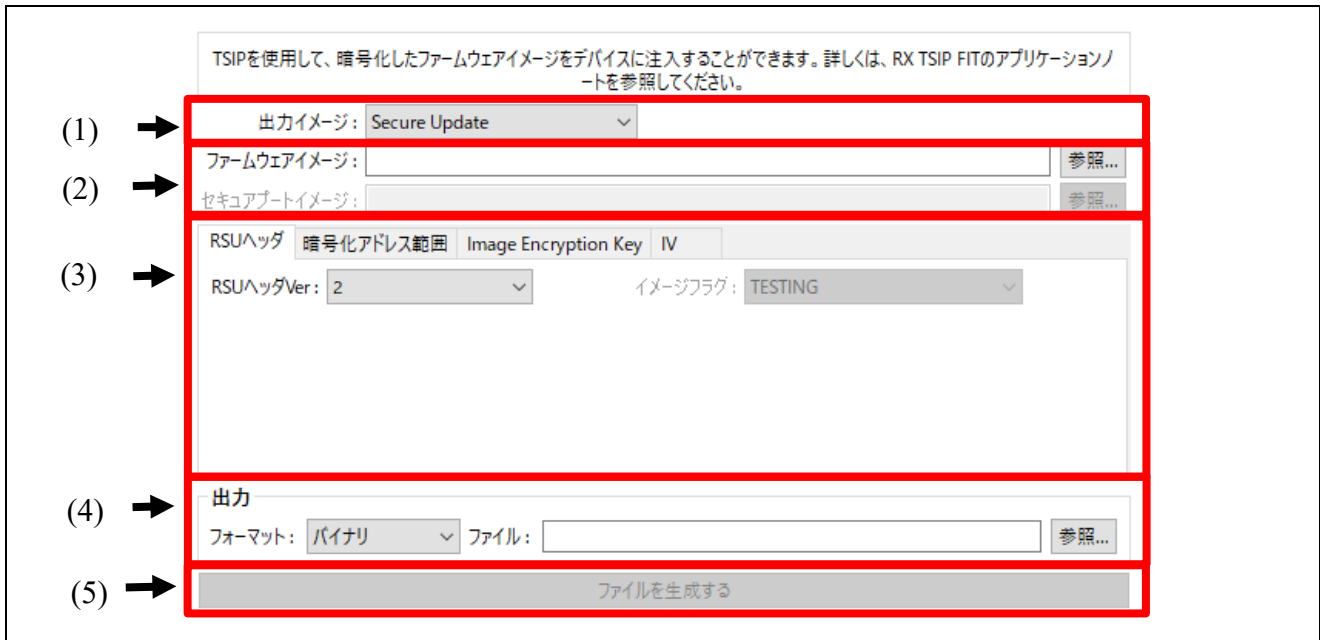 TSIPを使用して、暗号化したファームウェアイメージをデバイスに注入することができます。詳しくは、RX TSIP FITのアプリケーションノ
ートを参照してください。
(1)
出力イメージ : Secure Update
(2)
ファームウェアイメージ : 参照...
セキュアブートイメージ : 参照...
(3)
RSUヘッダ 暗号化アドレス範囲 Image Encryption Key IV
RSUヘッダVer : 2 イメージフラグ : TESTING
(4)
出力
フォーマット : バイナリ ファイル : 参照...
(5)
ファイルを生成する